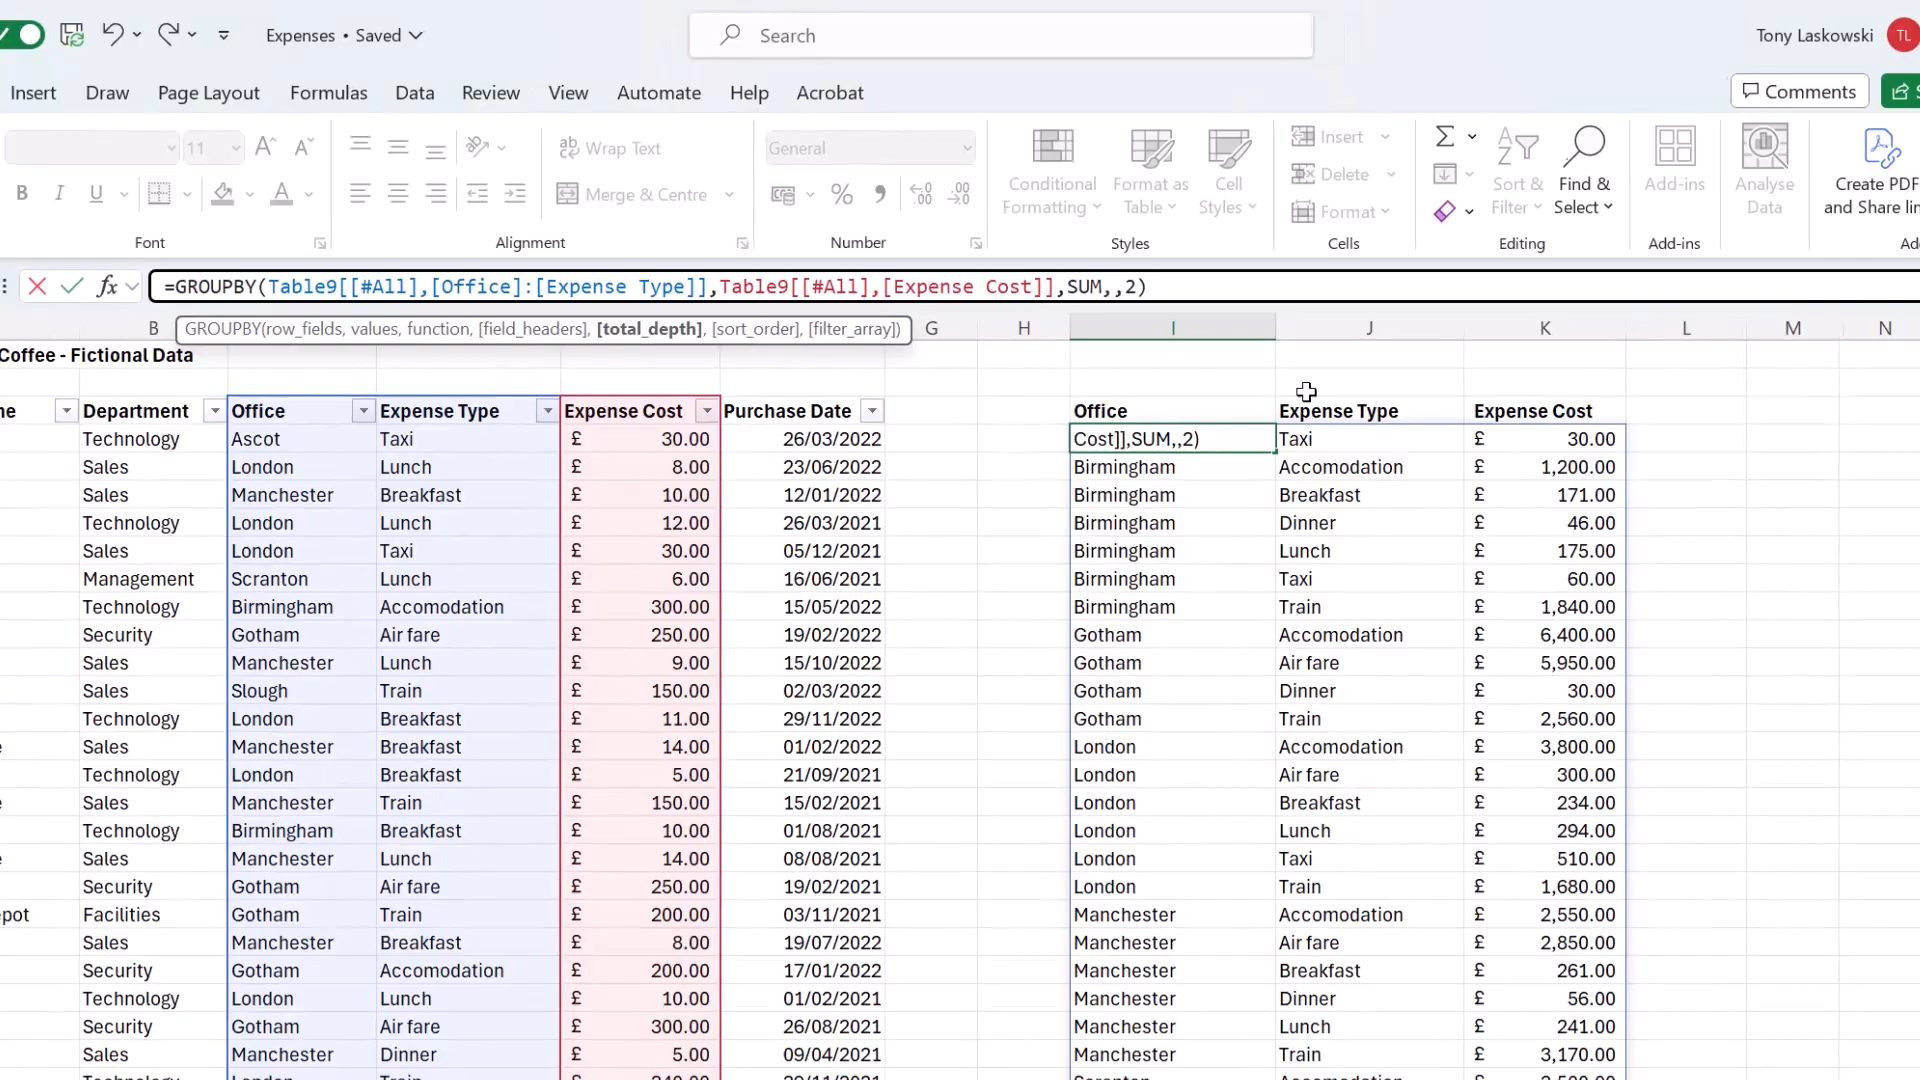 Expenses • Saved
Search
Tony Laskowski
TL
Insert Draw Page Layout Formulas Data Review View Automate Help Acrobat
Comments
11 A A
Wrap Text
General
Insert
B I U A
Merge & Centre
Conditional Formatting
Format as Table
Cell Styles
Delete
Format
Sort & Filter
Find & Select
Add-ins
Analyse Data
Create PDF
and Share
Font Alignment Number Styles Cells Editing Add-ins
fx =GROUPBY(Table9[[#All],[Office]:[Expense Type]],Table9[[#All],[Expense Cost]],SUM,,2)
GROUPBY(row_fields, values, function, [field_headers], [total_depth], [sort_order], [filter_array])
B G H I J K L M N
Coffee - Fictional Data
Department Office Expense Type Expense Cost Purchase Date Office Expense Type Expense Cost
Technology Ascot Taxi £ 30.00 26/03/2022 Cost]],SUM,,2) Taxi £ 30.00
Sales London Lunch £ 8.00 23/06/2022 Birmingham Accomodation £ 1,200.00
Sales Manchester Breakfast £ 10.00 12/01/2022 Birmingham Breakfast £ 171.00
Technology London Lunch £ 12.00 26/03/2021 Birmingham Dinner £ 46.00
Sales London Taxi £ 30.00 05/12/2021 Birmingham Lunch £ 175.00
Management Scranton Lunch £ 6.00 16/06/2021 Birmingham Taxi £ 60.00
Technology Birmingham Accomodation £ 300.00 15/05/2022 Birmingham Train £ 1,840.00
Security Gotham Air fare £ 250.00 19/02/2022 Gotham Accomodation £ 6,400.00
Sales Manchester Lunch £ 9.00 15/10/2022 Gotham Air fare £ 5,950.00
Sales Slough Train £ 150.00 02/03/2022 Gotham Dinner £ 30.00
Technology London Breakfast £ 11.00 29/11/2022 Gotham Train £ 2,560.00
Sales Manchester Breakfast £ 14.00 01/02/2022 London Accomodation £ 3,800.00
Technology London Breakfast £ 5.00 21/09/2021 London Air fare £ 300.00
Sales Manchester Train £ 150.00 15/02/2021 London Breakfast £ 234.00
Technology Birmingham Breakfast £ 10.00 01/08/2021 London Lunch £ 294.00
Sales Manchester Lunch £ 14.00 08/08/2021 London Taxi £ 510.00
Security Gotham Air fare £ 250.00 19/02/2021 London Train £ 1,680.00
Facilities Gotham Train £ 200.00 03/11/2021 Manchester Accomodation £ 2,550.00
Sales Manchester Breakfast £ 8.00 19/07/2022 Manchester Air fare £ 2,850.00
Security Gotham Accomodation £ 200.00 17/01/2022 Manchester Breakfast £ 261.00
Technology London Lunch £ 10.00 01/02/2021 Manchester Dinner £ 56.00
Security Gotham Air fare £ 300.00 26/08/2021 Manchester Lunch £ 241.00
Sales Manchester Dinner £ 5.00 09/04/2021 Manchester Train £ 3,170.00